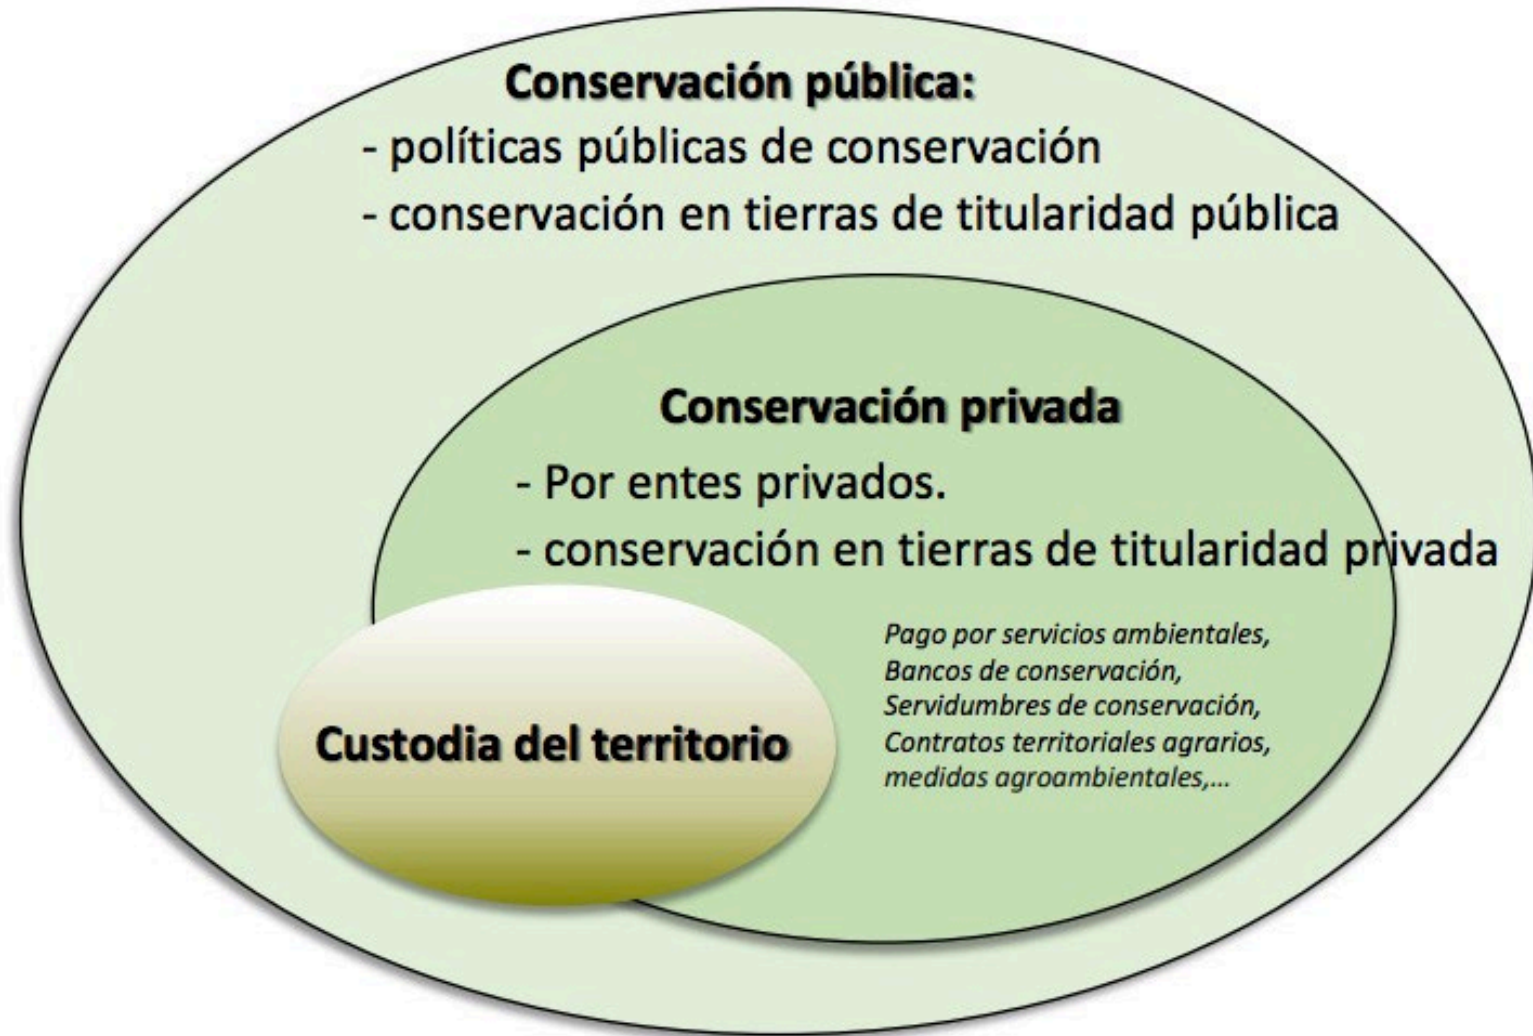 Conservación pública:
- políticas públicas de conservación
- conservación en tierras de titularidad pública
Conservación privada
- Por entes privados.
- conservación en tierras de titularidad privada
Pago por servicios ambientales,
Bancos de conservación,
Servidumbres de conservación,
Contratos territoriales agrarios,
medidas agroambientales,...
Custodia del territorio